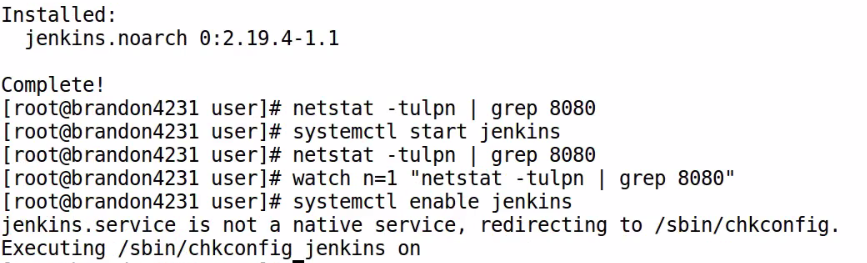 Installed:
jenkins.noarch 0:2.19.4-1.1
Complete!
[root@brandon4231 user]# netstat -tulpn | grep 8080
[root@brandon4231 user]# systemctl start jenkins
[root@brandon4231 user]# netstat -tulpn | grep 8080
[root@brandon4231 user]# watch n=1 "netstat -tulpn | grep 8080"
[root@brandon4231 user]# systemctl enable jenkins
jenkins.service is not a native service, redirecting to /sbin/chkconfig.
Executing /sbin/chkconfig jenkins on